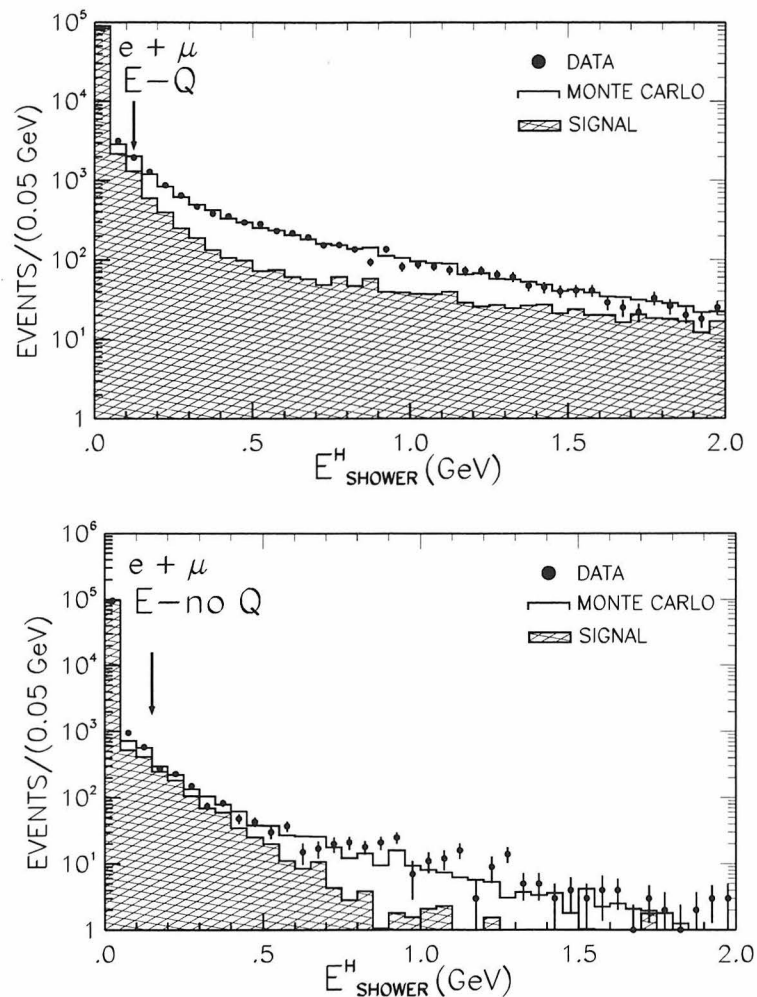 10^5
10^4
10^3
10^2
10^1
1
EVENTS/(0.05 GeV)
e + μ
E−Q
DATA
MONTE CARLO
SIGNAL
.0 .5 1.0 1.5 2.0
E^H_SHOWER (GeV)
10^6
10^5
10^4
10^3
10^2
10^1
1
EVENTS/(0.05 GeV)
e + μ
E−no Q
DATA
MONTE CARLO
SIGNAL
.0 .5 1.0 1.5 2.0
E^H_SHOWER (GeV)